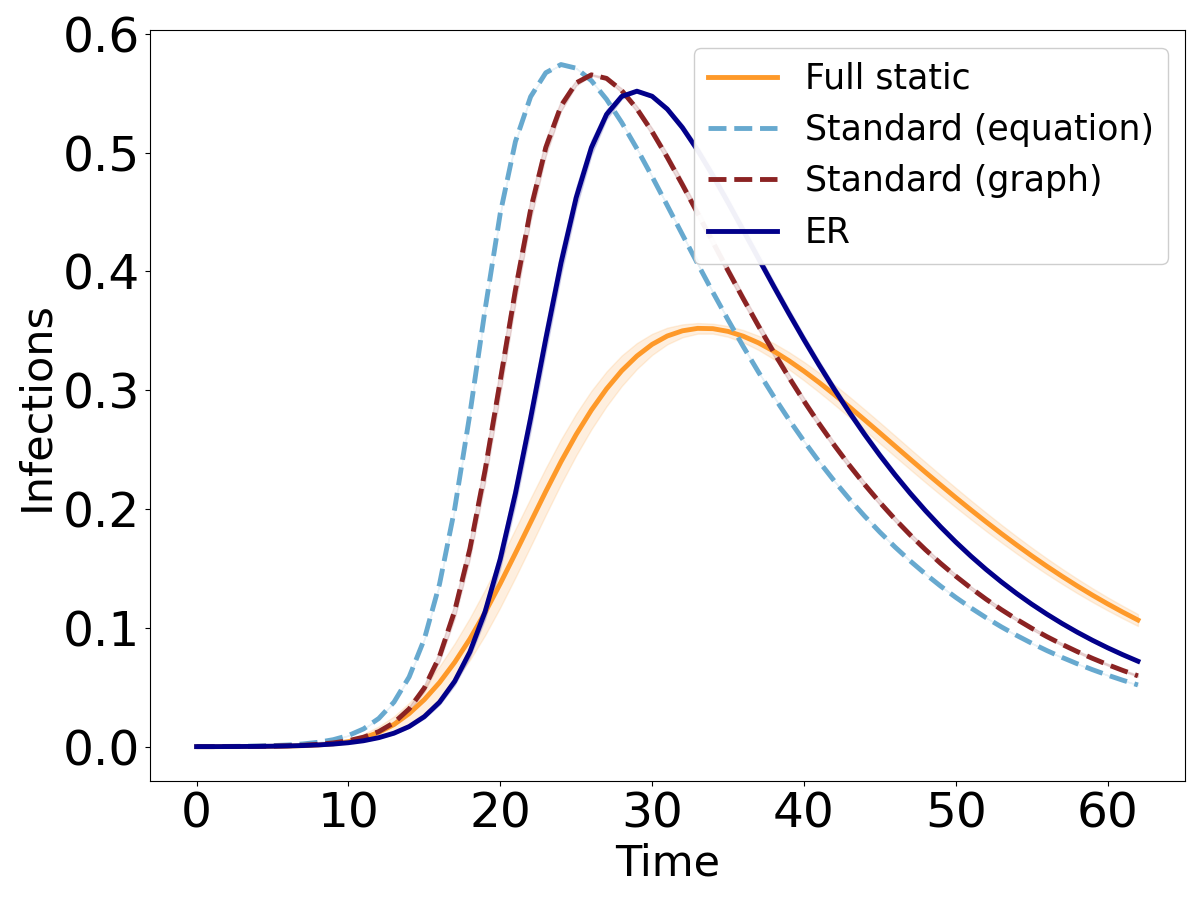 0.6
0.5
0.4
0.3
0.2
0.1
0.0
Infections
Full static
Standard (equation)
Standard (graph)
ER
0 10 20 30 40 50 60
Time